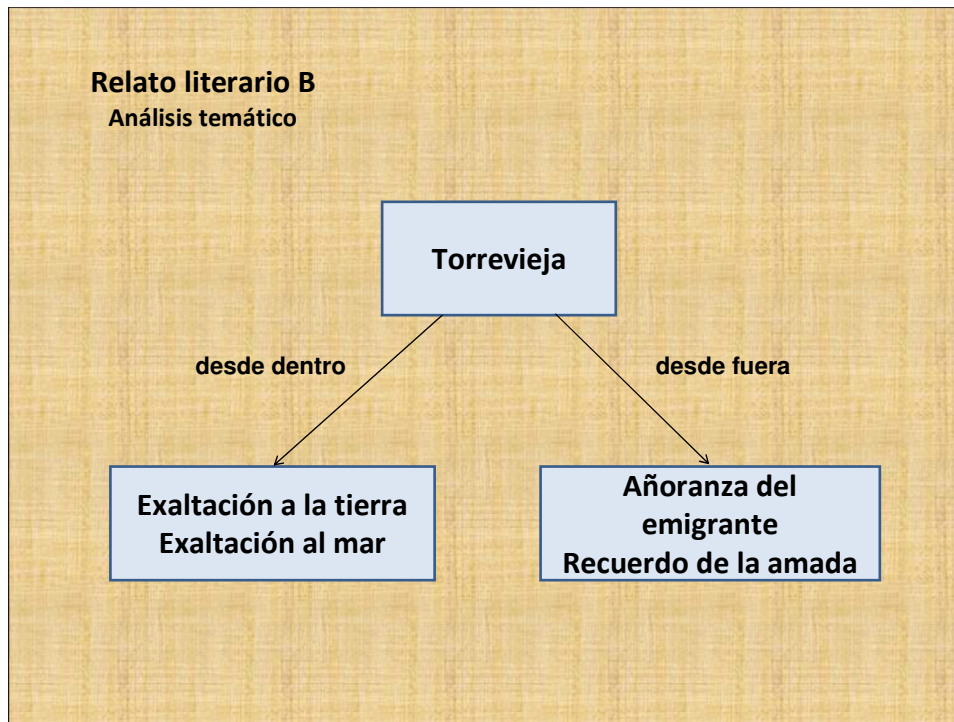 Relato literario B
Análisis temático
Torrevieja
desde dentro
desde fuera
Exaltación a la tierra
Exaltación al mar
Añoranza del
emigrante
Recuerdo de la amada